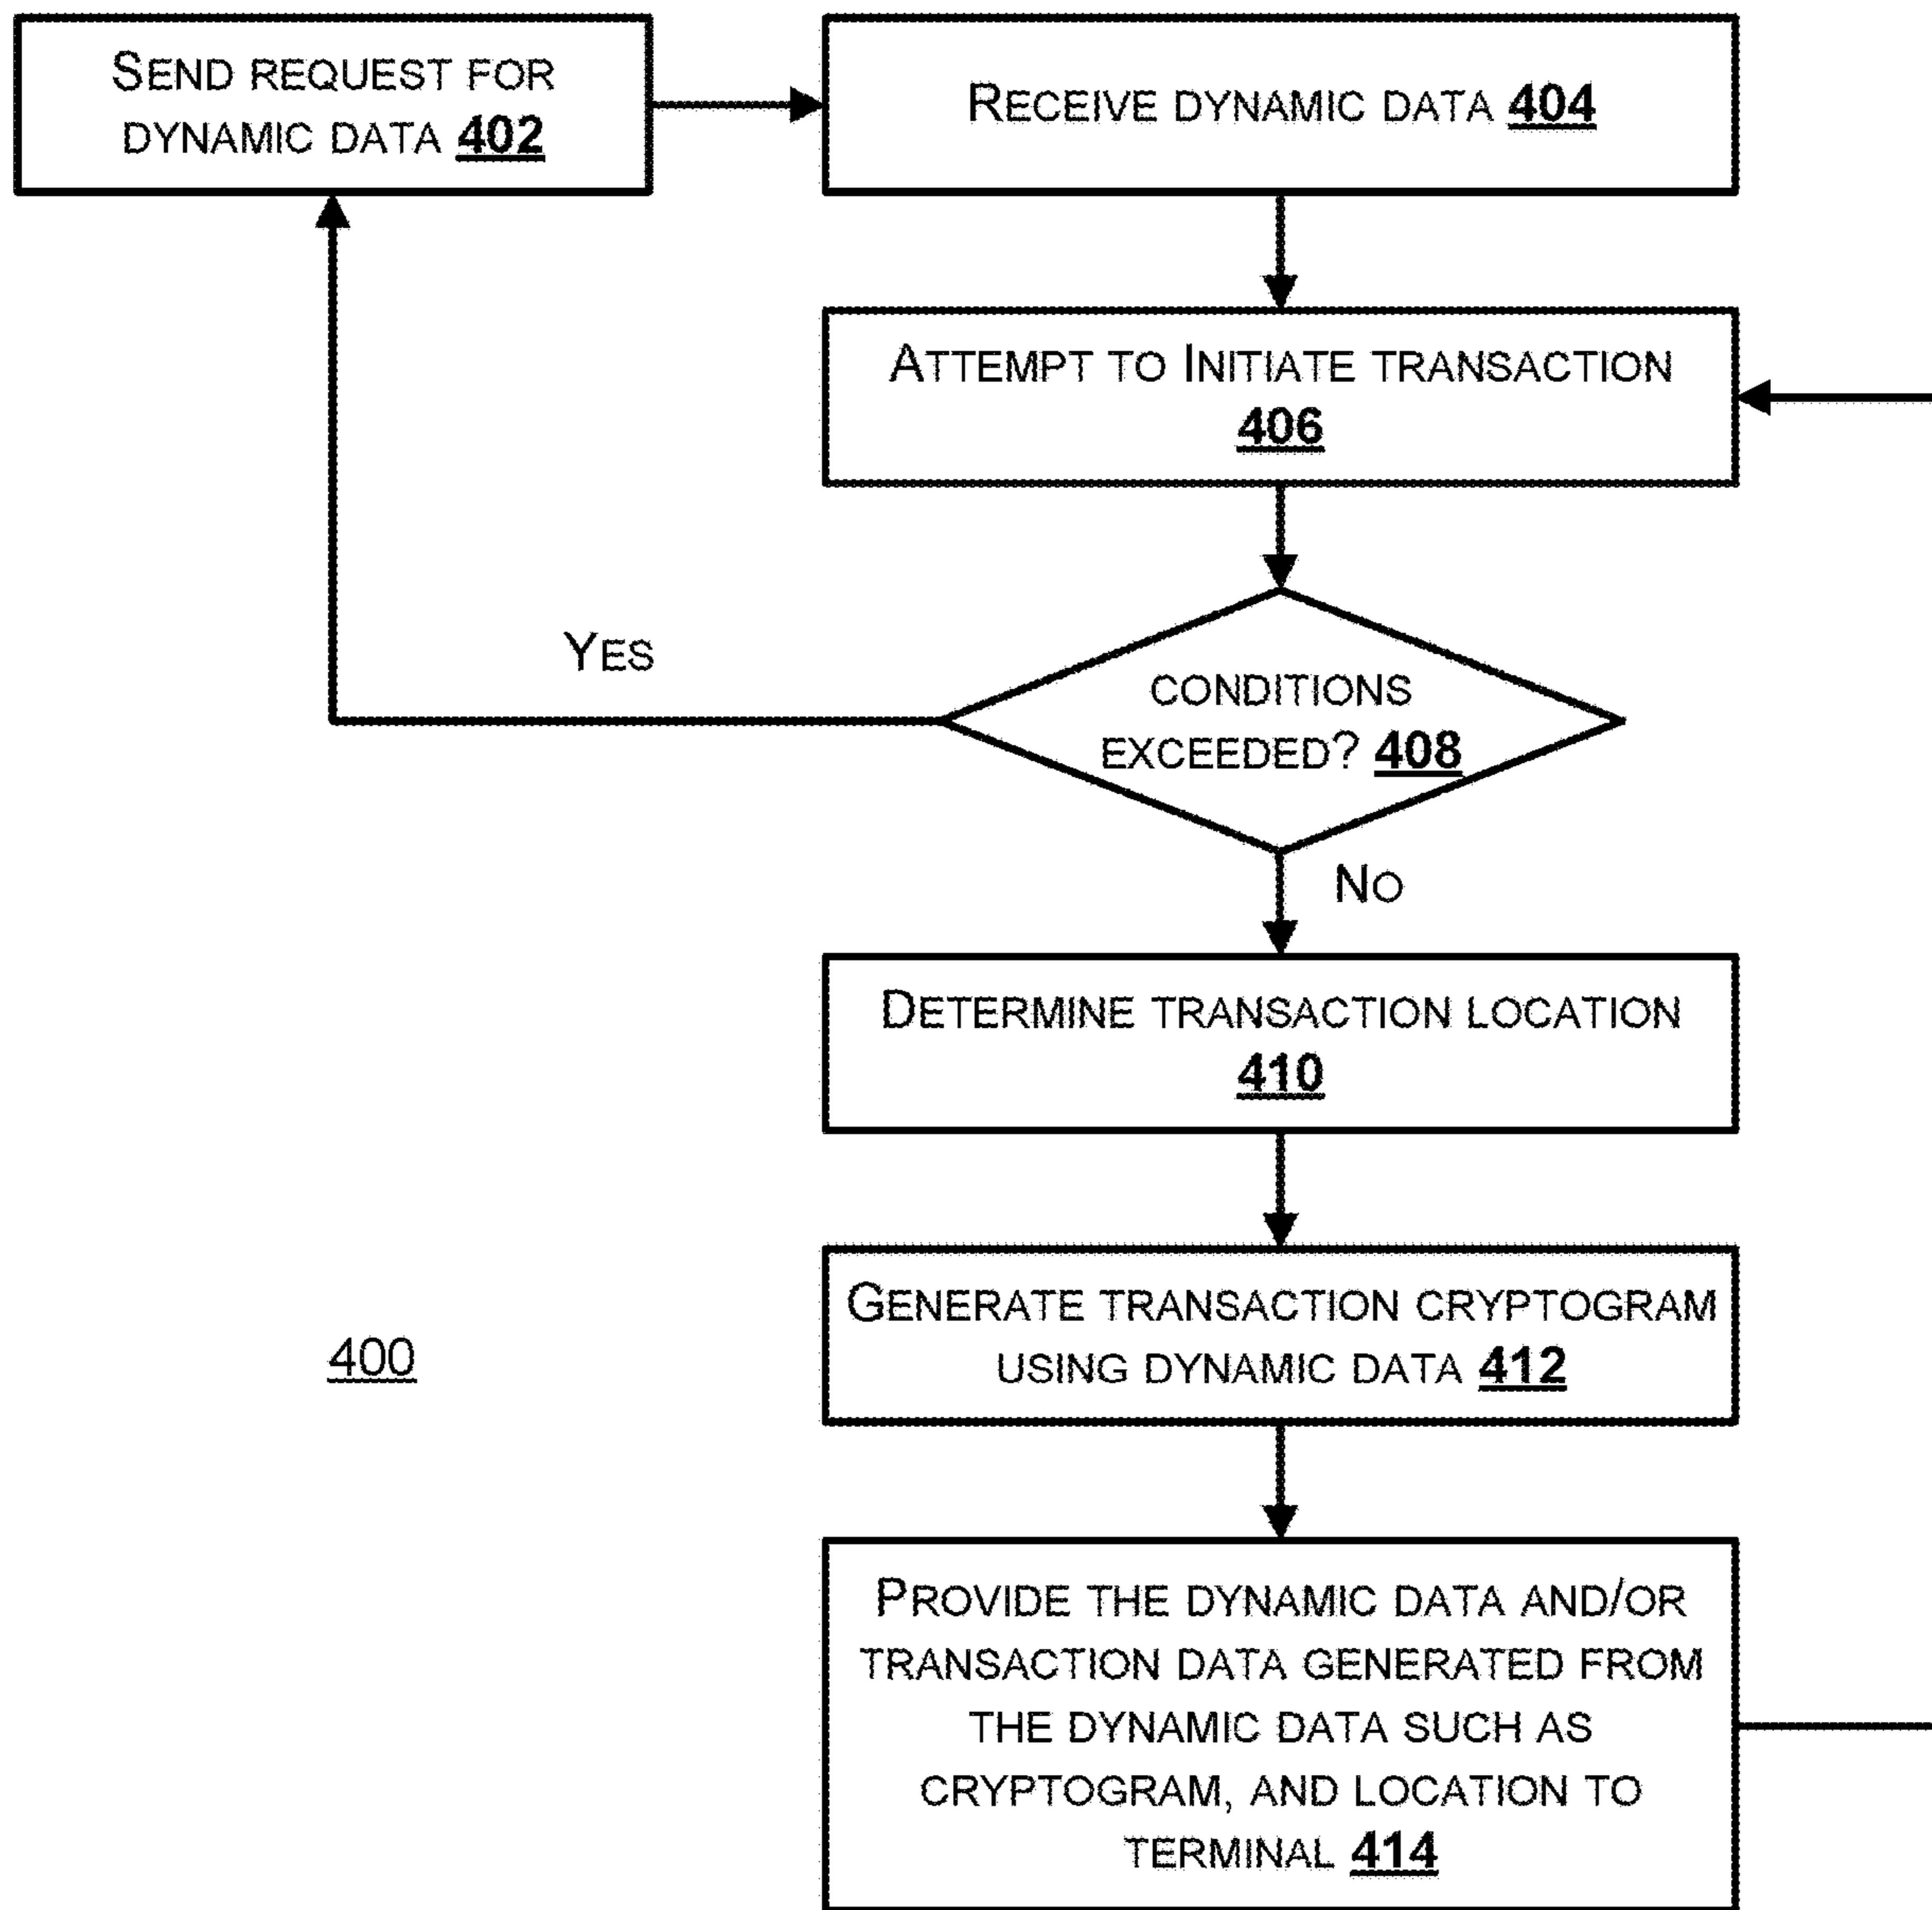 SEND REQUEST FOR
DYNAMIC DATA 402
RECEIVE DYNAMIC DATA 404
ATTEMPT TO INITIATE TRANSACTION
406
YES
CONDITIONS
EXCEEDED? 408
NO
DETERMINE TRANSACTION LOCATION
410
GENERATE TRANSACTION CRYPTOGRAM
USING DYNAMIC DATA 412
400
PROVIDE THE DYNAMIC DATA AND/OR
TRANSACTION DATA GENERATED FROM
THE DYNAMIC DATA SUCH AS
CRYPTOGRAM, AND LOCATION TO
TERMINAL 414